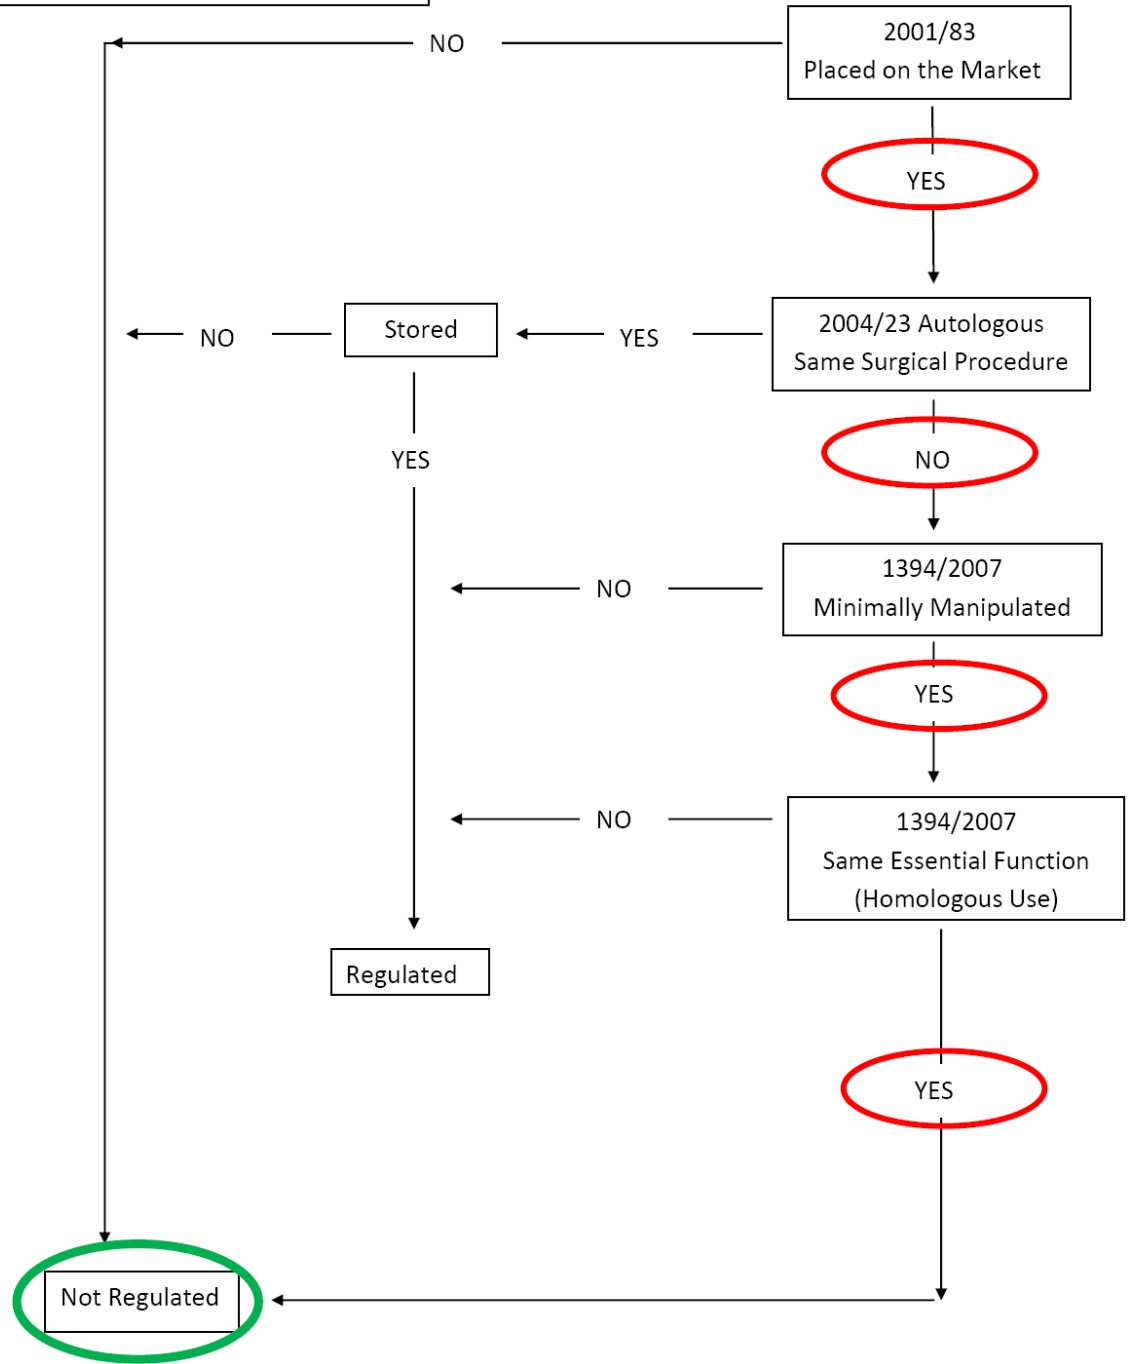 2001/83
Placed on the Market
NO
YES
2004/23 Autologous
Same Surgical Procedure
YES
Stored
NO
YES
NO
1394/2007
Minimally Manipulated
NO
YES
1394/2007
Same Essential Function
(Homologous Use)
NO
Regulated
YES
Not Regulated